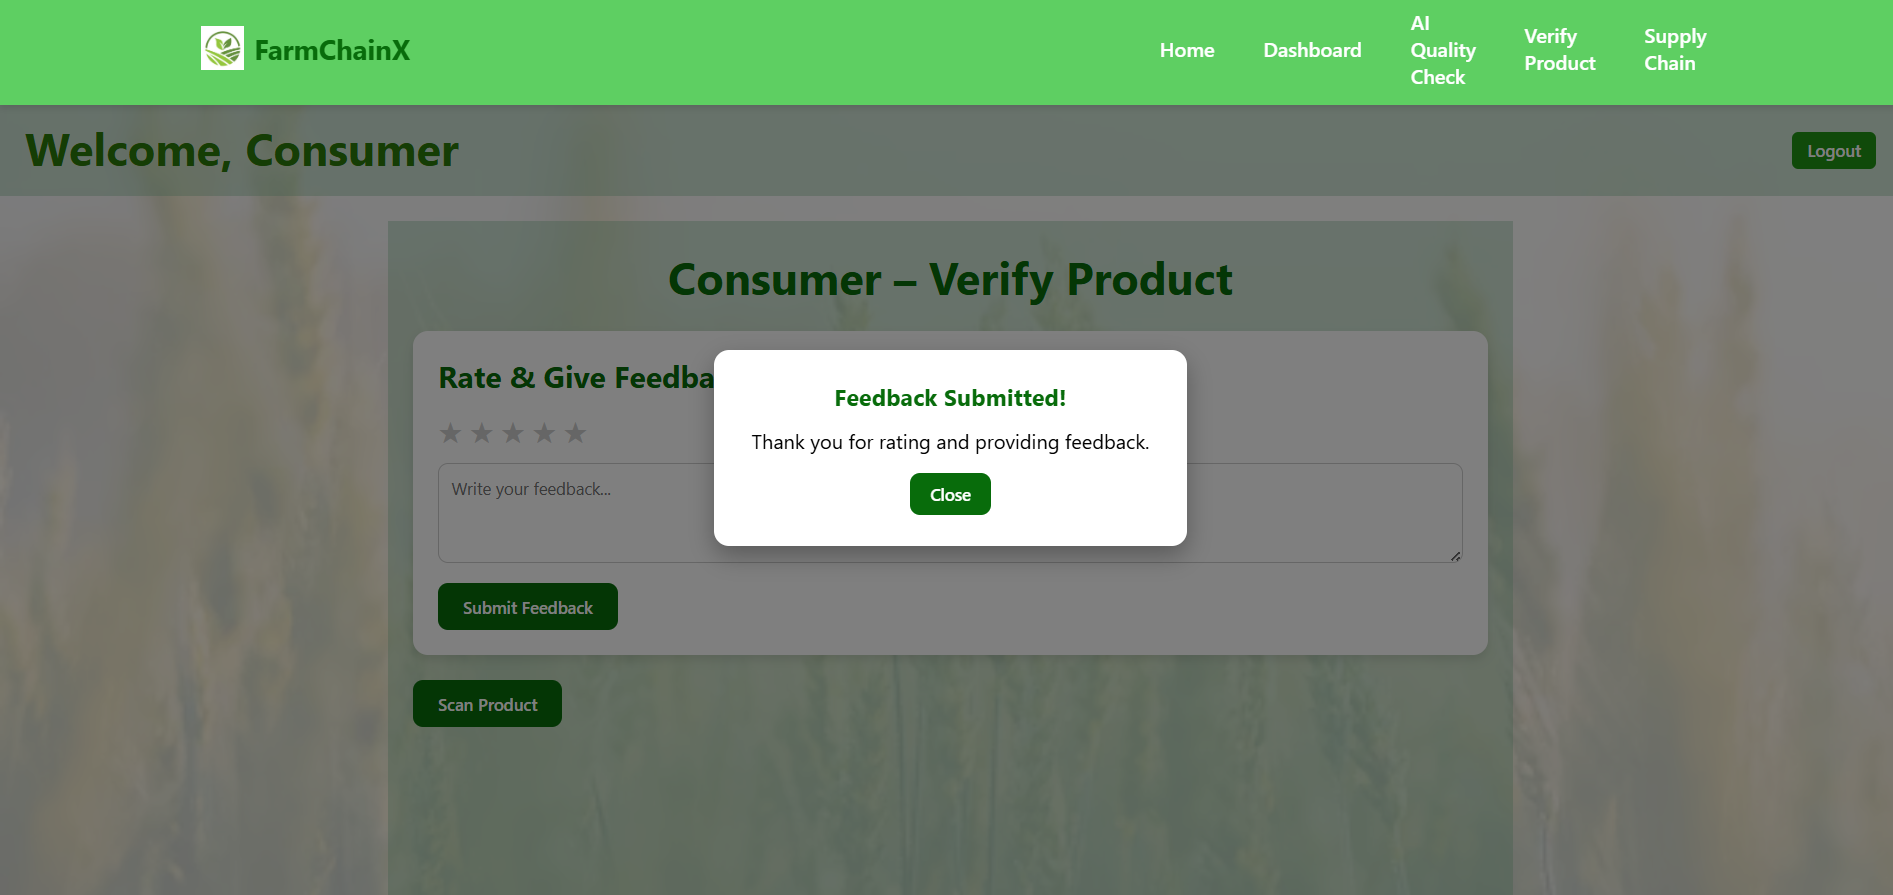 FarmChainX
Home
Dashboard
AI
Quality
Check
Verify
Product
Supply
Chain
Welcome, Consumer
Logout
Consumer – Verify Product
Rate & Give Feedba
Feedback Submitted!
Thank you for rating and providing feedback.
Close
Write your feedback...
Submit Feedback
Scan Product